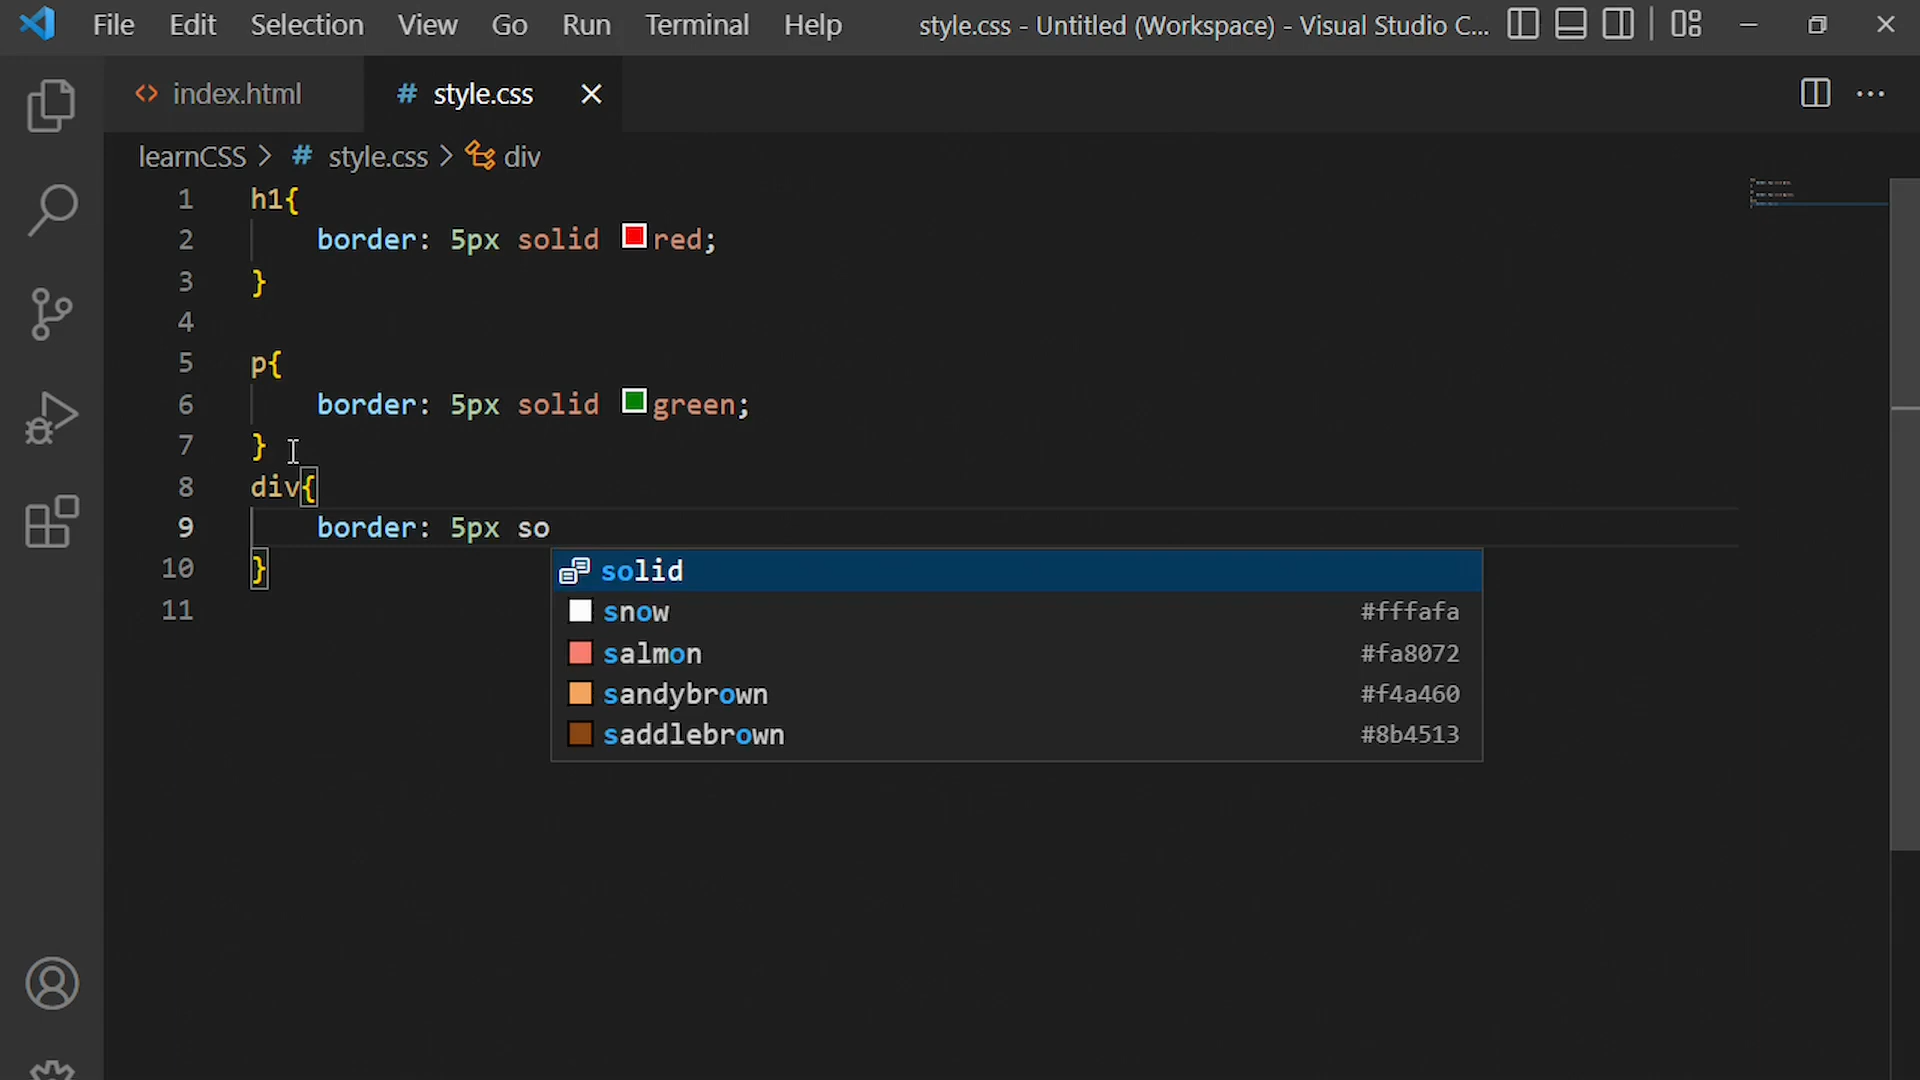 File Edit Selection View Go Run Terminal Help style.css - Untitled (Workspace) - Visual Studio C...
index.html # style.css
learnCSS > # style.css > div
1 h1{
2 border: 5px solid red;
3 }
4
5 p{
6 border: 5px solid green;
7 }
8 div{
9 border: 5px so
10 }
11
solid
snow #fffafa
salmon #fa8072
sandybrown #f4a460
saddlebrown #8b4513